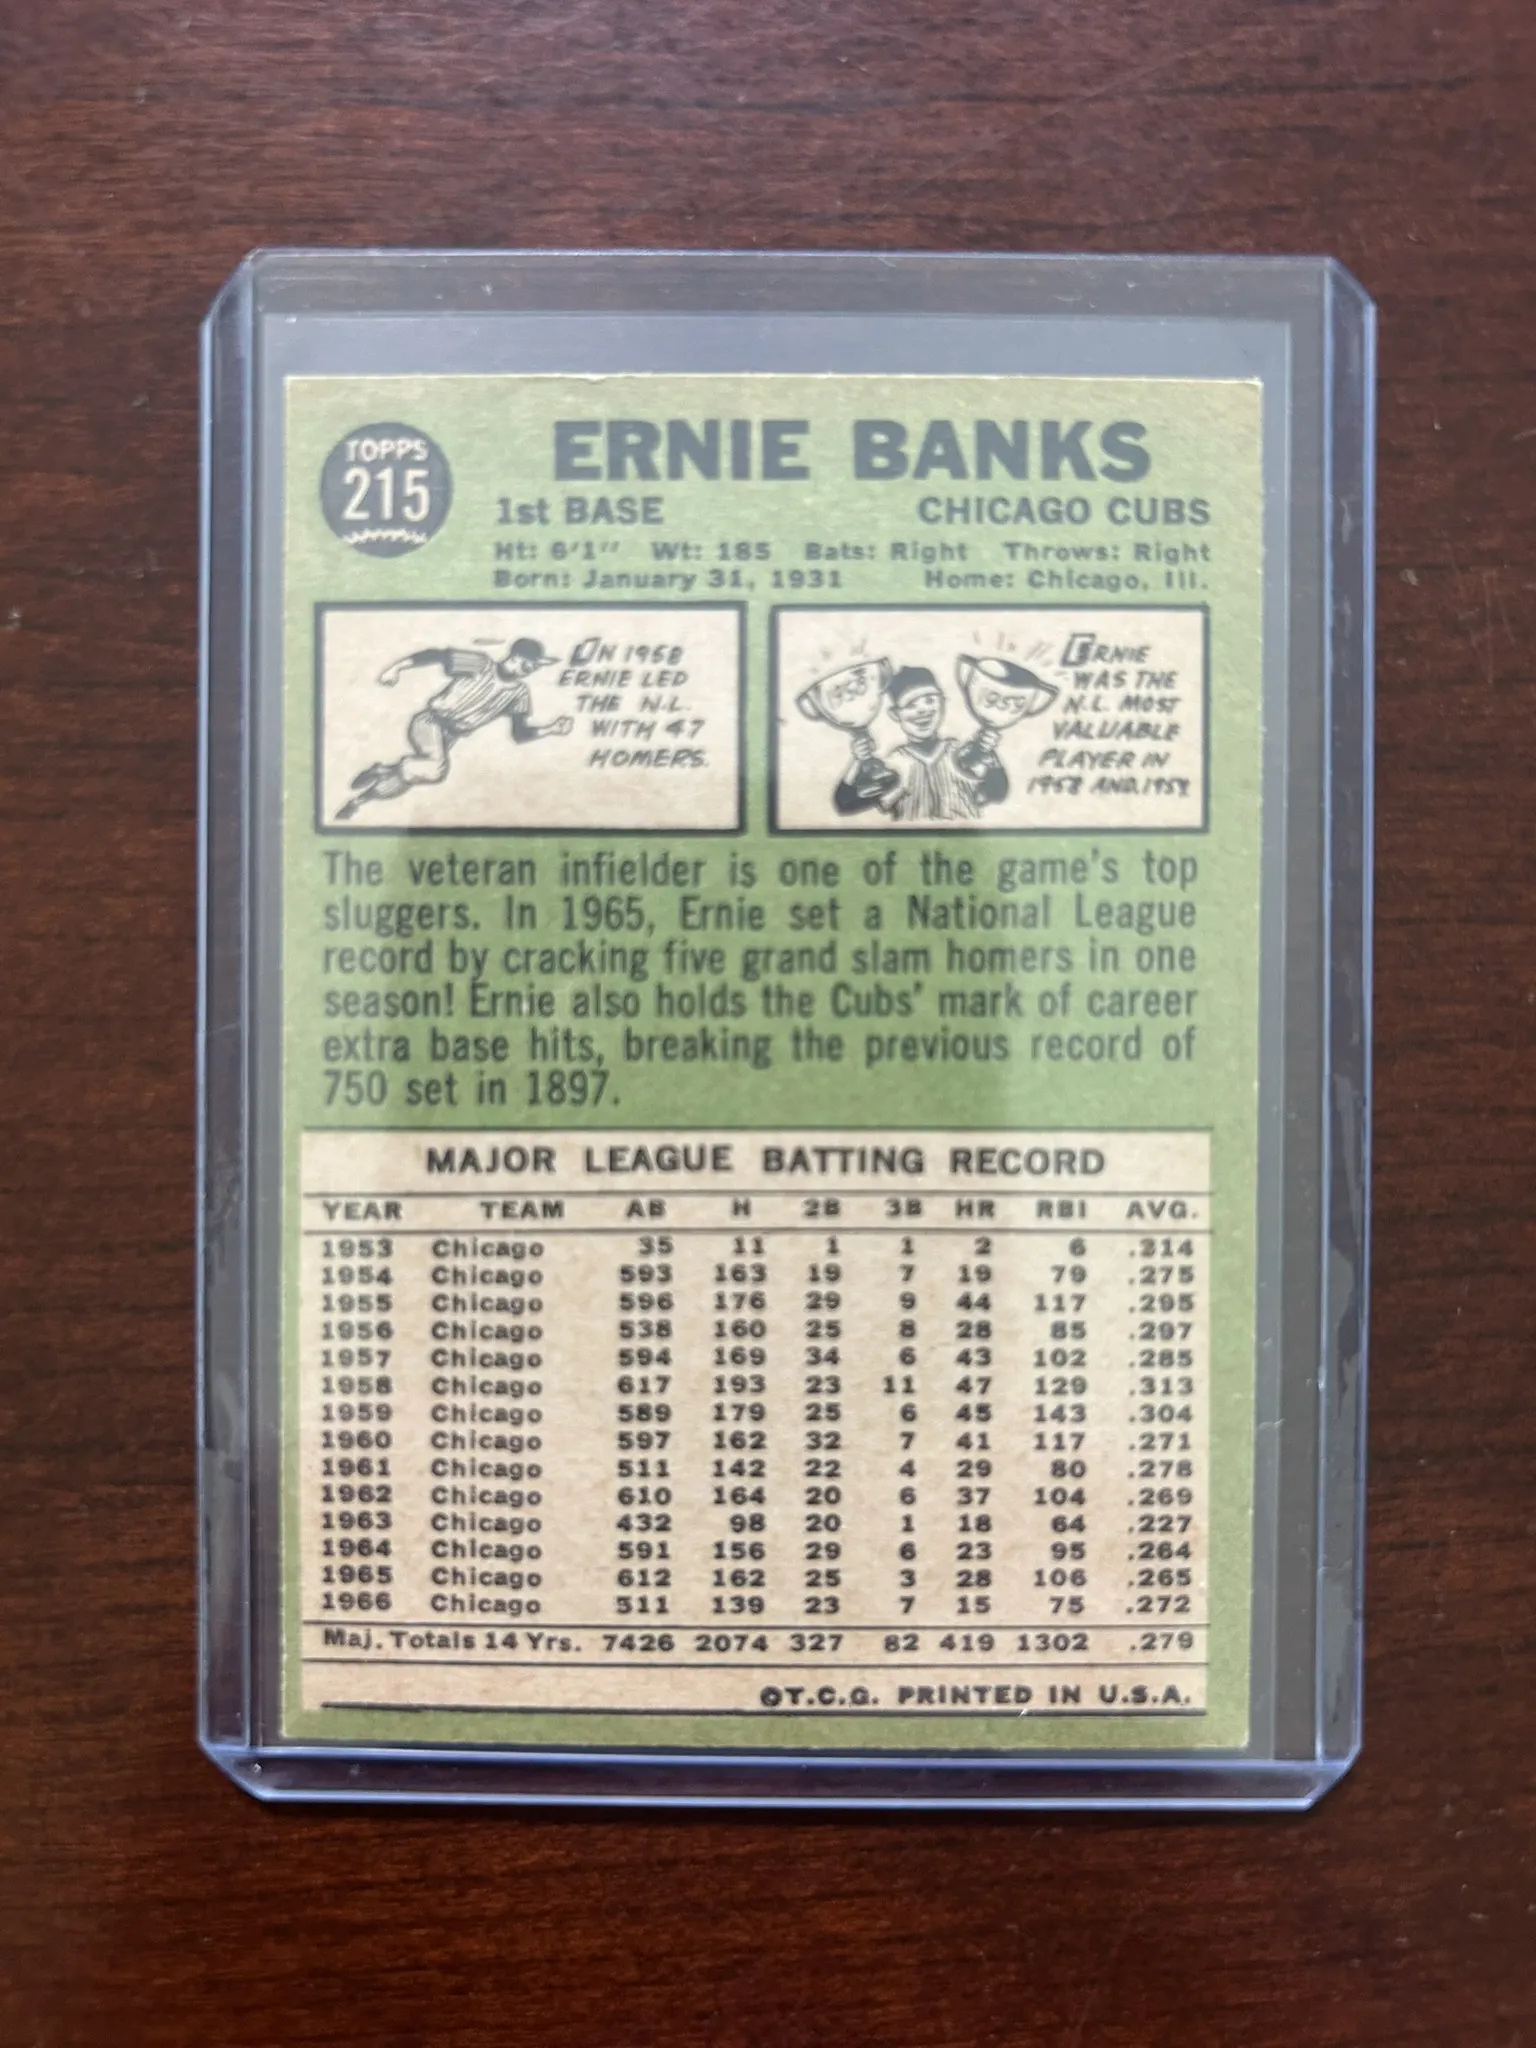 TOPPS
215
ERNIE BANKS
1st BASE CHICAGO CUBS
Ht: 6'1" Wt: 185 Bats: Right Throws: Right
Born: January 31, 1931 Home: Chicago, Ill.
IN 1958
ERNIE LED
THE N.L.
WITH 47
HOMERS.
1958
1959
ERNIE
WAS THE
N.L. MOST
VALUABLE
PLAYER IN
1958 AND 1959
The veteran infielder is one of the game's top
sluggers. In 1965, Ernie set a National League
record by cracking five grand slam homers in one
season! Ernie also holds the Cubs' mark of career
extra base hits, breaking the previous record of
750 set in 1897.
MAJOR LEAGUE BATTING RECORD
YEAR TEAM AB H 2B 3B HR RBI AVG.
1953 Chicago 35 11 1 1 2 6 .314
1954 Chicago 593 163 19 7 19 79 .275
1955 Chicago 596 176 29 9 44 117 .295
1956 Chicago 538 160 25 8 28 85 .297
1957 Chicago 594 169 34 6 43 102 .285
1958 Chicago 617 193 23 11 47 129 .313
1959 Chicago 589 179 25 6 45 143 .304
1960 Chicago 597 162 32 7 41 117 .271
1961 Chicago 511 142 22 4 29 80 .278
1962 Chicago 610 164 20 6 37 104 .269
1963 Chicago 432 98 20 1 18 64 .227
1964 Chicago 591 156 29 6 23 95 .264
1965 Chicago 612 162 25 3 28 106 .265
1966 Chicago 511 139 23 7 15 75 .272
Maj. Totals 14 Yrs. 7426 2074 327 82 419 1302 .279
©T.C.G. PRINTED IN U.S.A.